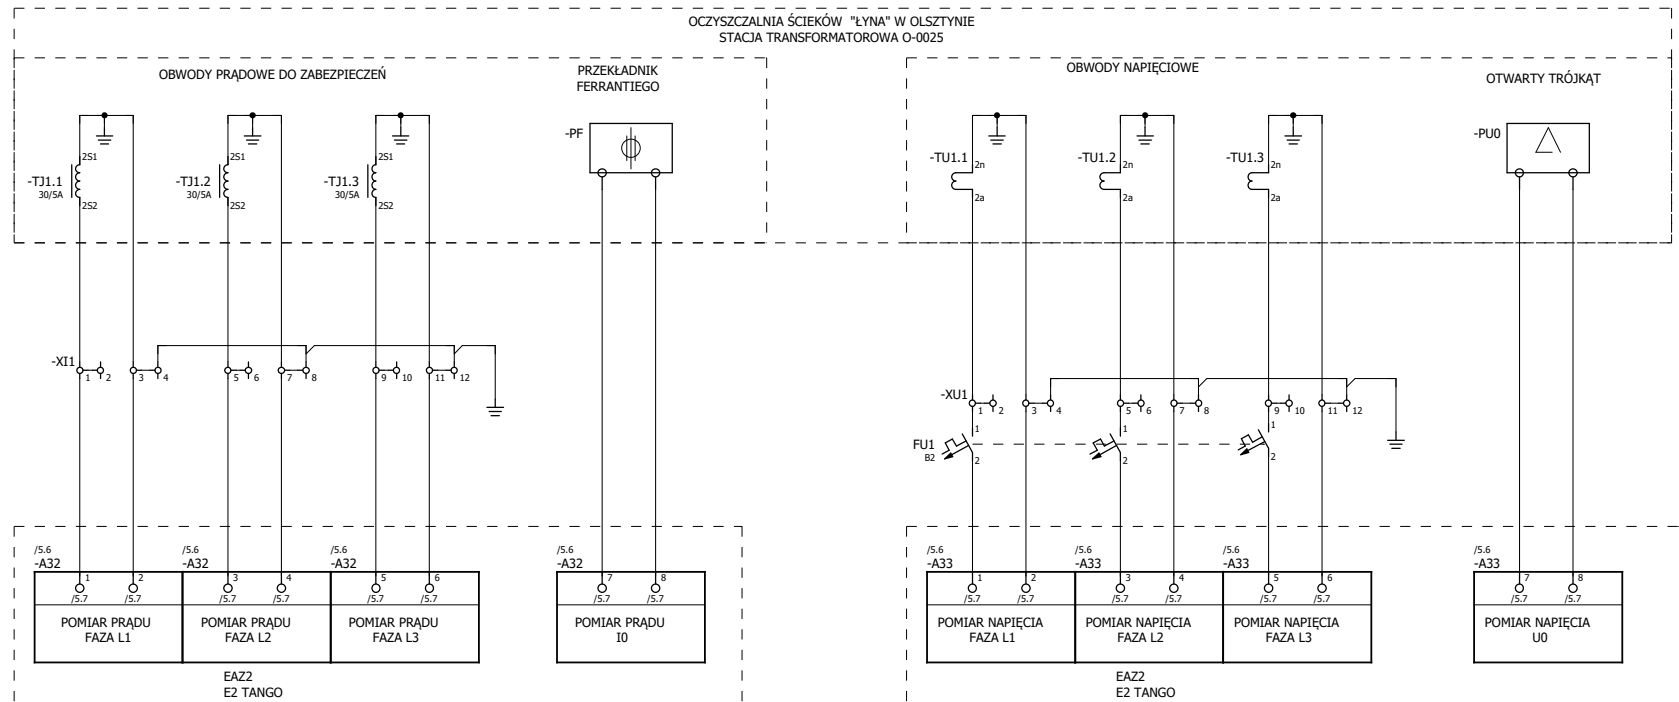 OCZYSZCZALNIA ŚCIEKÓW "ŁYNA" W OLSZTYNIE
STACJA TRANSFORMATOROWA O-0025
OBWODY PRĄDOWE DO ZABEZPIECZEŃ
PRZEKŁADNIK
FERRANTIEGO
OBWODY NAPIĘCIOWE
OTWARTY TRÓJKĄT
2S1
-TJ1.1
30/5A
2S2
2S1
-TJ1.2
30/5A
2S2
2S1
-TJ1.3
30/5A
2S2
-PF
2n
-TU1.1
2a
2n
-TU1.2
2a
2n
-TU1.3
2a
-PU0
-XI1
1 2 3 4 5 6 7 8 9 10 11 12
-XU1
1 2 3 4 5 6 7 8 9 10 11 12
FU1
B2
1 1 1
2 2 2
/5.6 /5.6 /5.6 /5.6
-A32 -A32 -A32 -A32
1 2 3 4 5 6 7 8
/5.7 /5.7 /5.7 /5.7 /5.7 /5.7 /5.7 /5.7
POMIAR PRĄDU
FAZA L1
POMIAR PRĄDU
FAZA L2
POMIAR PRĄDU
FAZA L3
POMIAR PRĄDU
I0
EAZ2
E2 TANGO
/5.6 /5.6 /5.6 /5.6
-A33 -A33 -A33 -A33
1 2 3 4 5 6 7 8
/5.7 /5.7 /5.7 /5.7 /5.7 /5.7 /5.7 /5.7
POMIAR NAPIĘCIA
FAZA L1
POMIAR NAPIĘCIA
FAZA L2
POMIAR NAPIĘCIA
FAZA L3
POMIAR NAPIĘCIA
U0
EAZ2
E2 TANGO